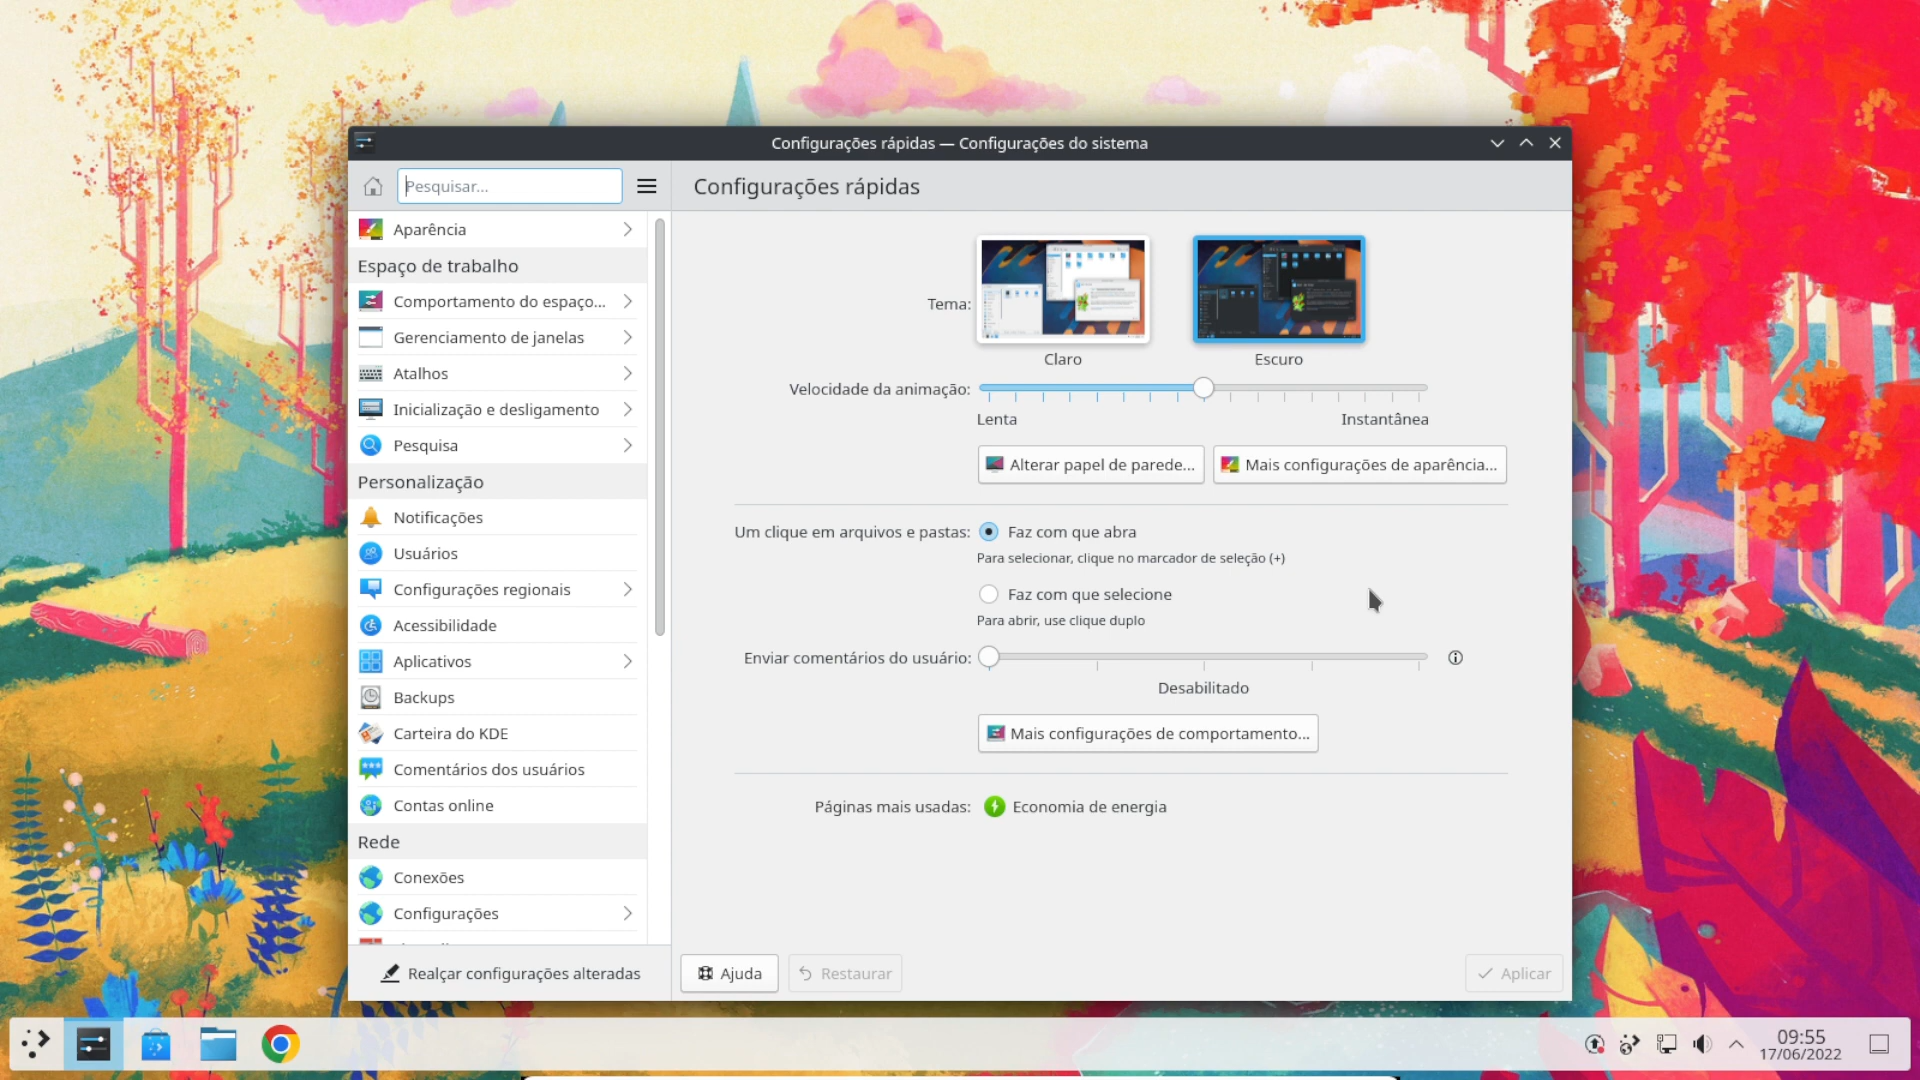 Configurações rápidas — Configurações do sistema
Pesquisar...
Configurações rápidas
Aparência
Espaço de trabalho
Comportamento do espaço...
Gerenciamento de janelas
Atalhos
Inicialização e desligamento
Pesquisa
Personalização
Notificações
Usuários
Configurações regionais
Acessibilidade
Aplicativos
Backups
Carteira do KDE
Comentários dos usuários
Contas online
Rede
Conexões
Configurações
Realçar configurações alteradas
Tema:
Claro
Escuro
Velocidade da animação:
Lenta
Instantânea
Alterar papel de parede...
Mais configurações de aparência...
Um clique em arquivos e pastas:
Faz com que abra
Para selecionar, clique no marcador de seleção (+)
Faz com que selecione
Para abrir, use clique duplo
Enviar comentários do usuário:
Desabilitado
Mais configurações de comportamento...
Páginas mais usadas:
Economia de energia
Ajuda
Restaurar
Aplicar
09:55
17/06/2022